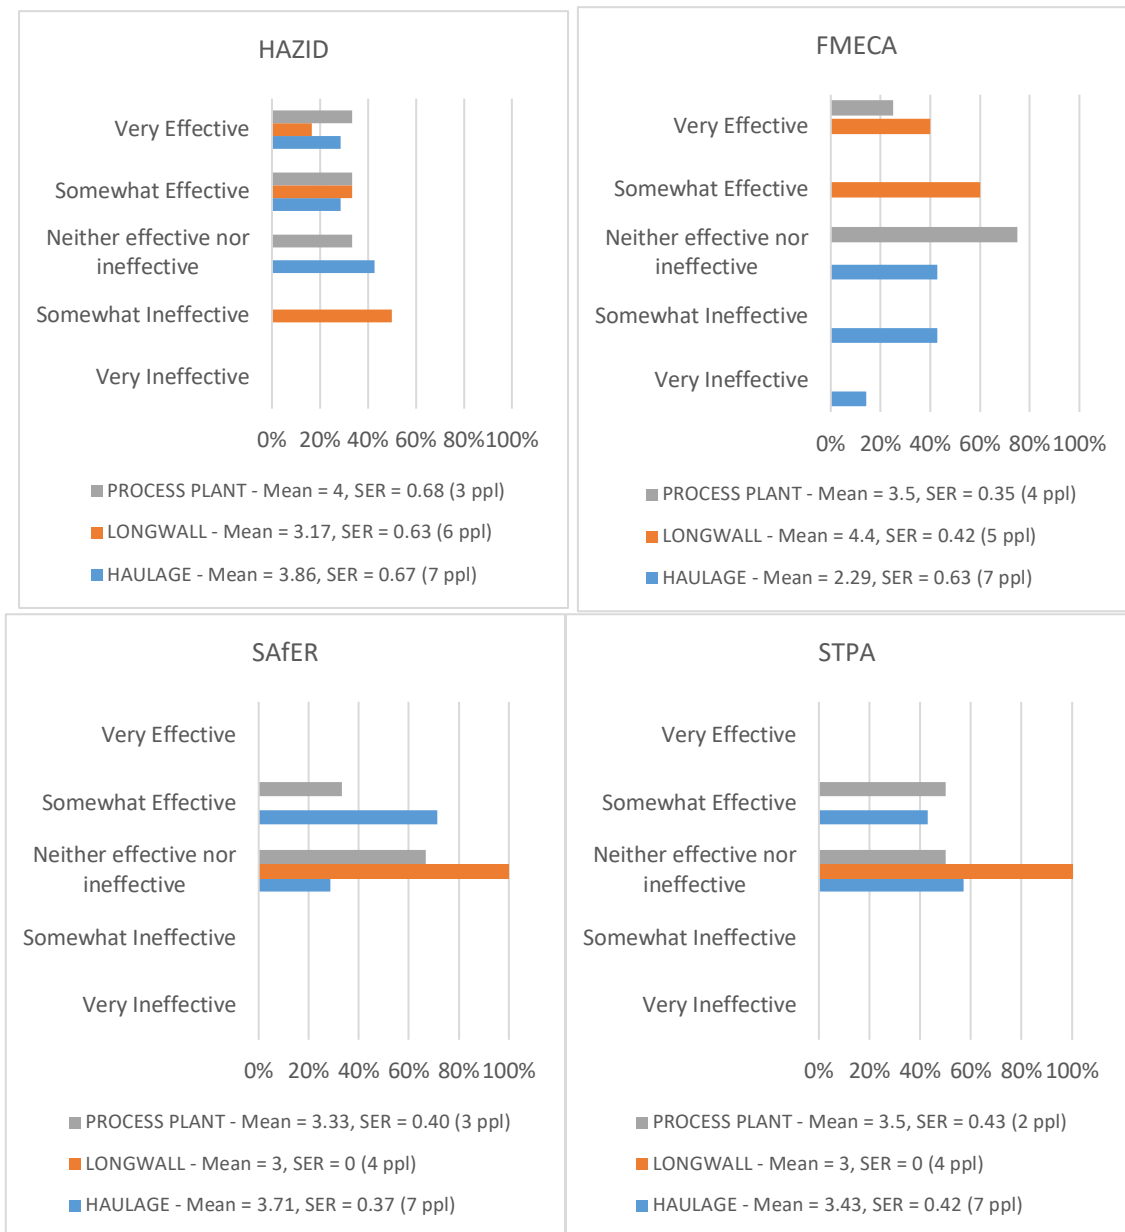 HAZID
Very Effective
Somewhat Effective
Neither effective nor
ineffective
Somewhat Ineffective
Very Ineffective
0% 20% 40% 60% 80% 100%
PROCESS PLANT - Mean = 4, SER = 0.68 (3 ppl)
LONGWALL - Mean = 3.17, SER = 0.63 (6 ppl)
HAULAGE - Mean = 3.86, SER = 0.67 (7 ppl)
FMECA
Very Effective
Somewhat Effective
Neither effective nor
ineffective
Somewhat Ineffective
Very Ineffective
0% 20% 40% 60% 80% 100%
PROCESS PLANT - Mean = 3.5, SER = 0.35 (4 ppl)
LONGWALL - Mean = 4.4, SER = 0.42 (5 ppl)
HAULAGE - Mean = 2.29, SER = 0.63 (7 ppl)
SAfER
Very Effective
Somewhat Effective
Neither effective nor
ineffective
Somewhat Ineffective
Very Ineffective
0% 20% 40% 60% 80% 100%
PROCESS PLANT - Mean = 3.33, SER = 0.40 (3 ppl)
LONGWALL - Mean = 3, SER = 0 (4 ppl)
HAULAGE - Mean = 3.71, SER = 0.37 (7 ppl)
STPA
Very Effective
Somewhat Effective
Neither effective nor
ineffective
Somewhat Ineffective
Very Ineffective
0% 20% 40% 60% 80% 100%
PROCESS PLANT - Mean = 3.5, SER = 0.43 (2 ppl)
LONGWALL - Mean = 3, SER = 0 (4 ppl)
HAULAGE - Mean = 3.43, SER = 0.42 (7 ppl)